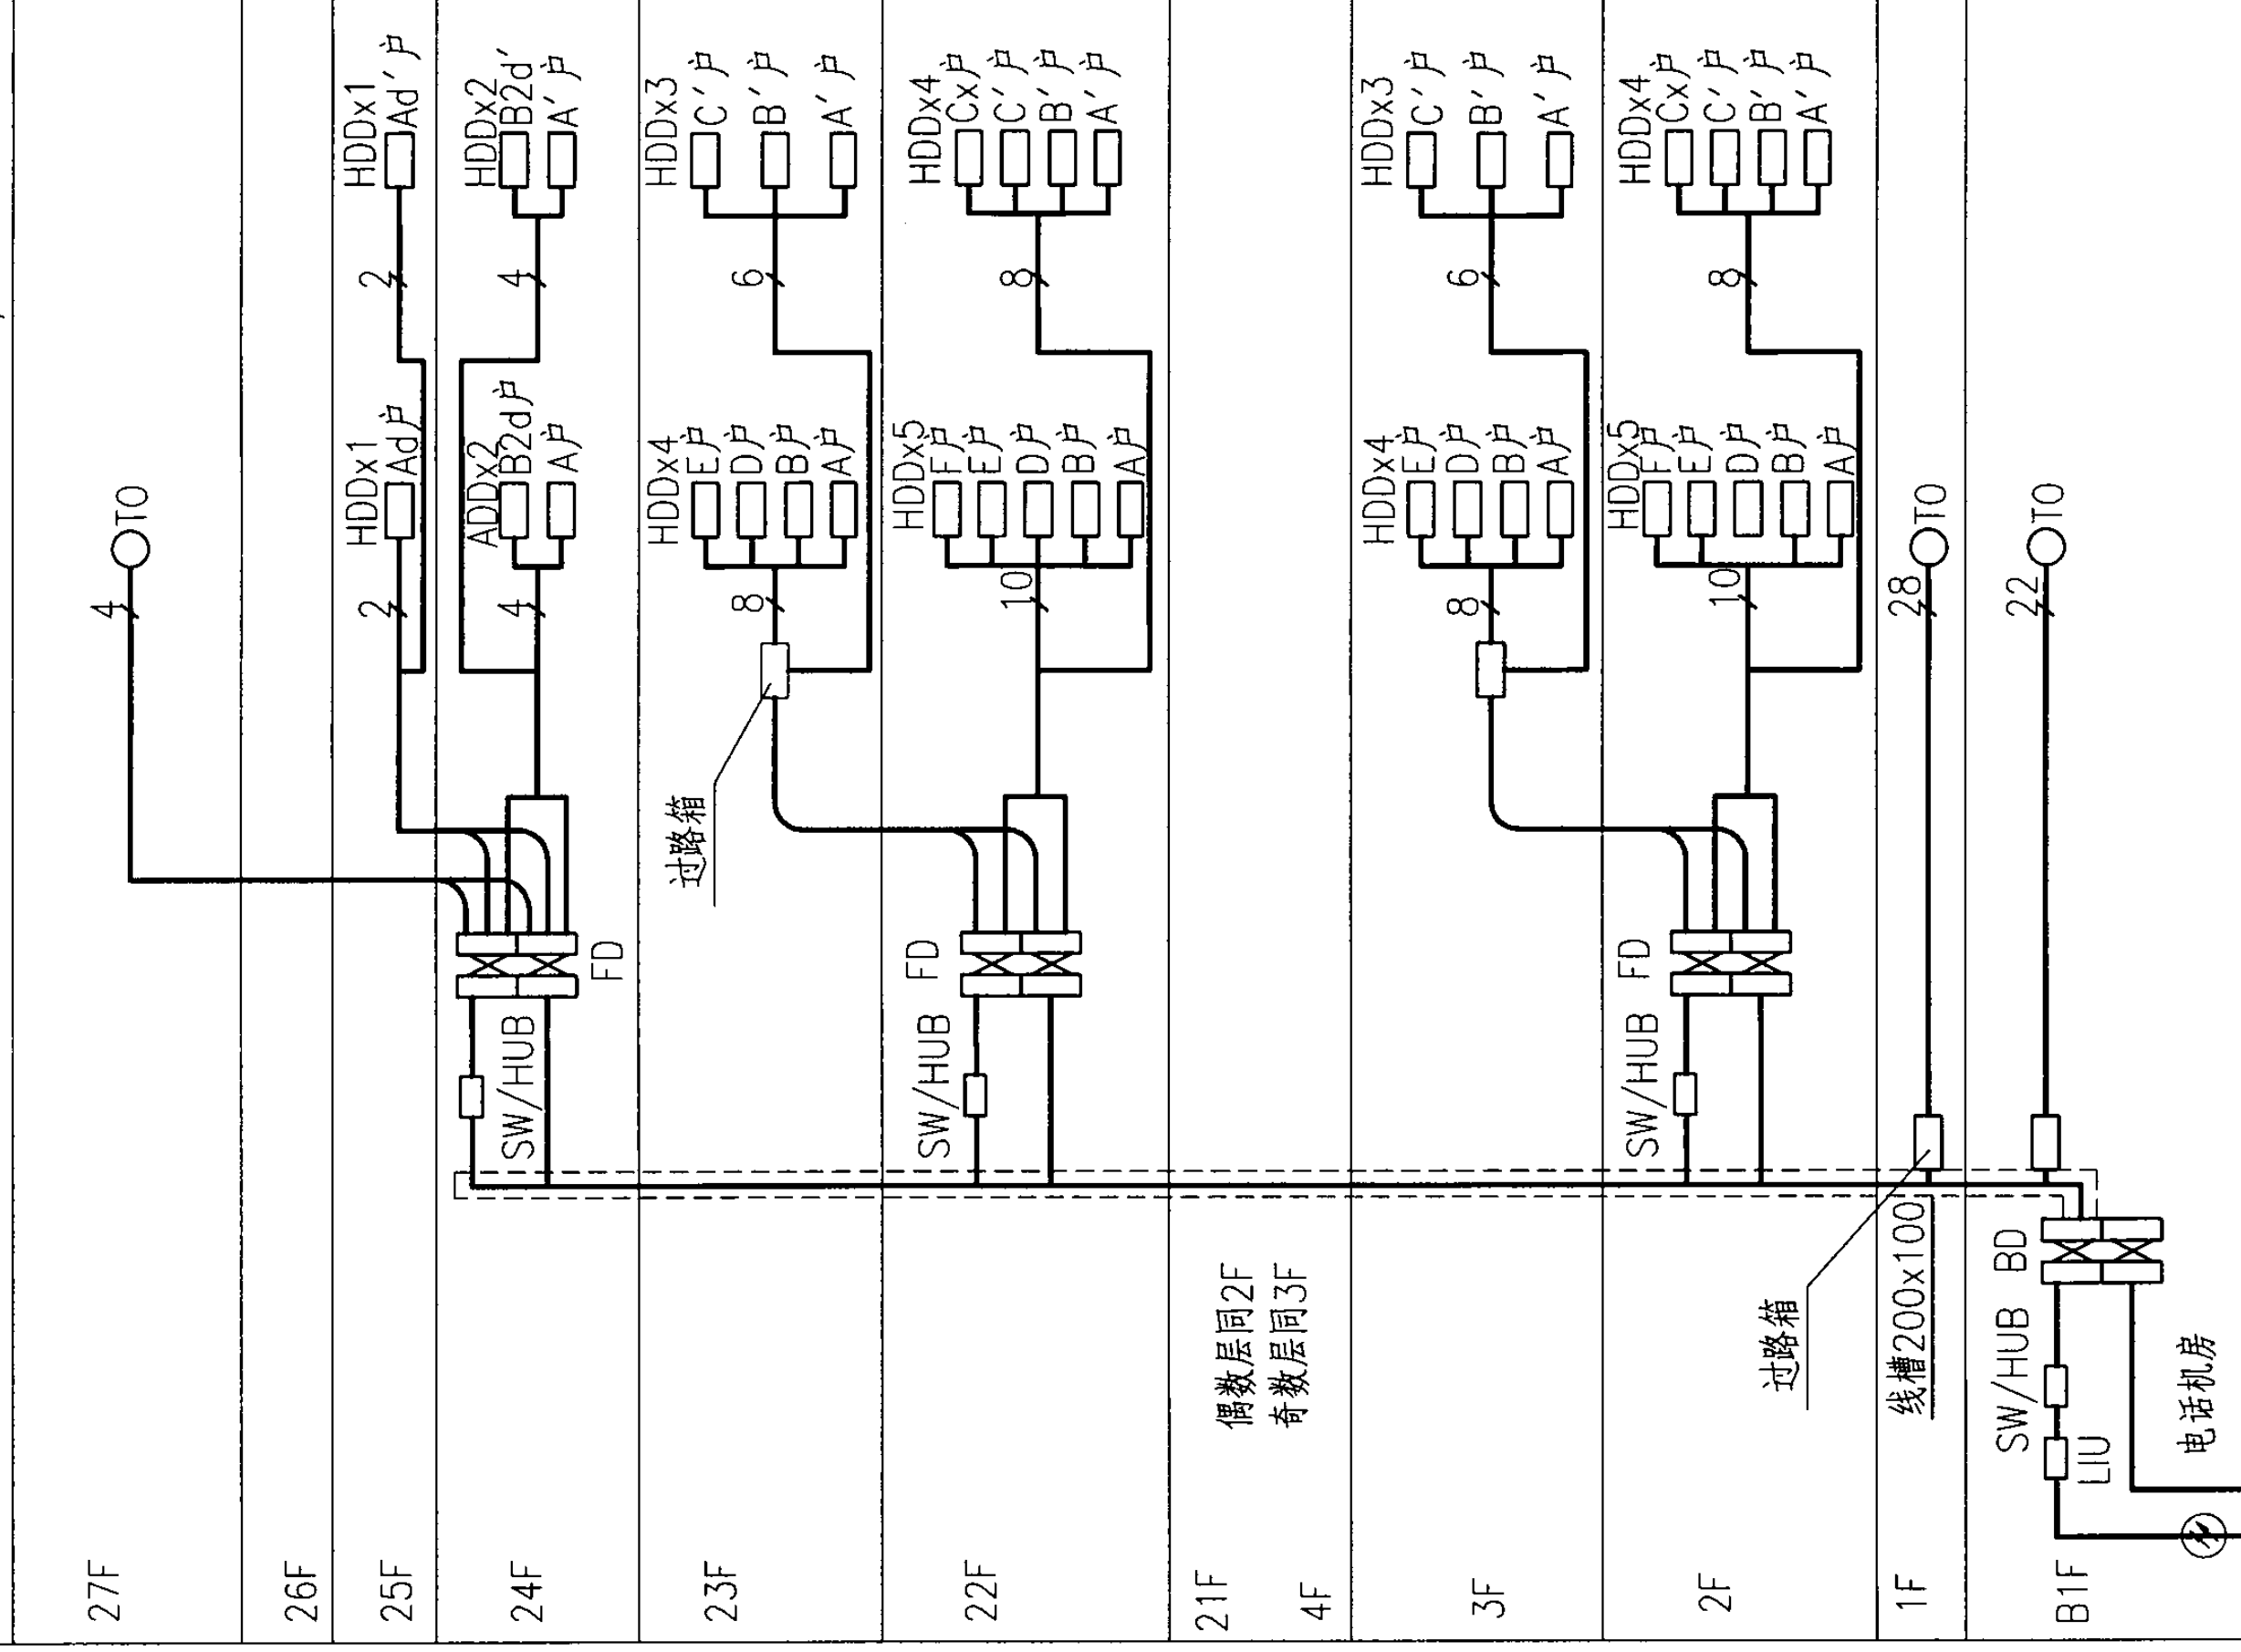 27F
4
TO
26F
25F
2
HDDx1
Ad户
2
HDDx1
Ad′户
24F
SW/HUB
FD
4
ADDx2
B2d户
A户
4
HDDx2
B2d′
A′户
23F
过路箱
8
HDDx4
E户
D户
B户
A户
6
HDDx3
C′户
B′户
A′户
22F
SW/HUB
FD
10
HDDx5
F户
E户
D户
B户
A户
8
HDDx4
Cx户
C′户
B′户
A′户
21F
偶数层同2F
奇数层同3F
4F
3F
8
HDDx4
E户
D户
B户
A户
6
HDDx3
C′户
B′户
A′户
2F
SW/HUB
FD
10
HDDx5
F户
E户
D户
B户
A户
8
HDDx4
Cx户
C′户
B′户
A′户
1F
过路箱
线槽200x100
28
TO
B1F
SW/HUB
BD
LIU
电话机房
22
TO